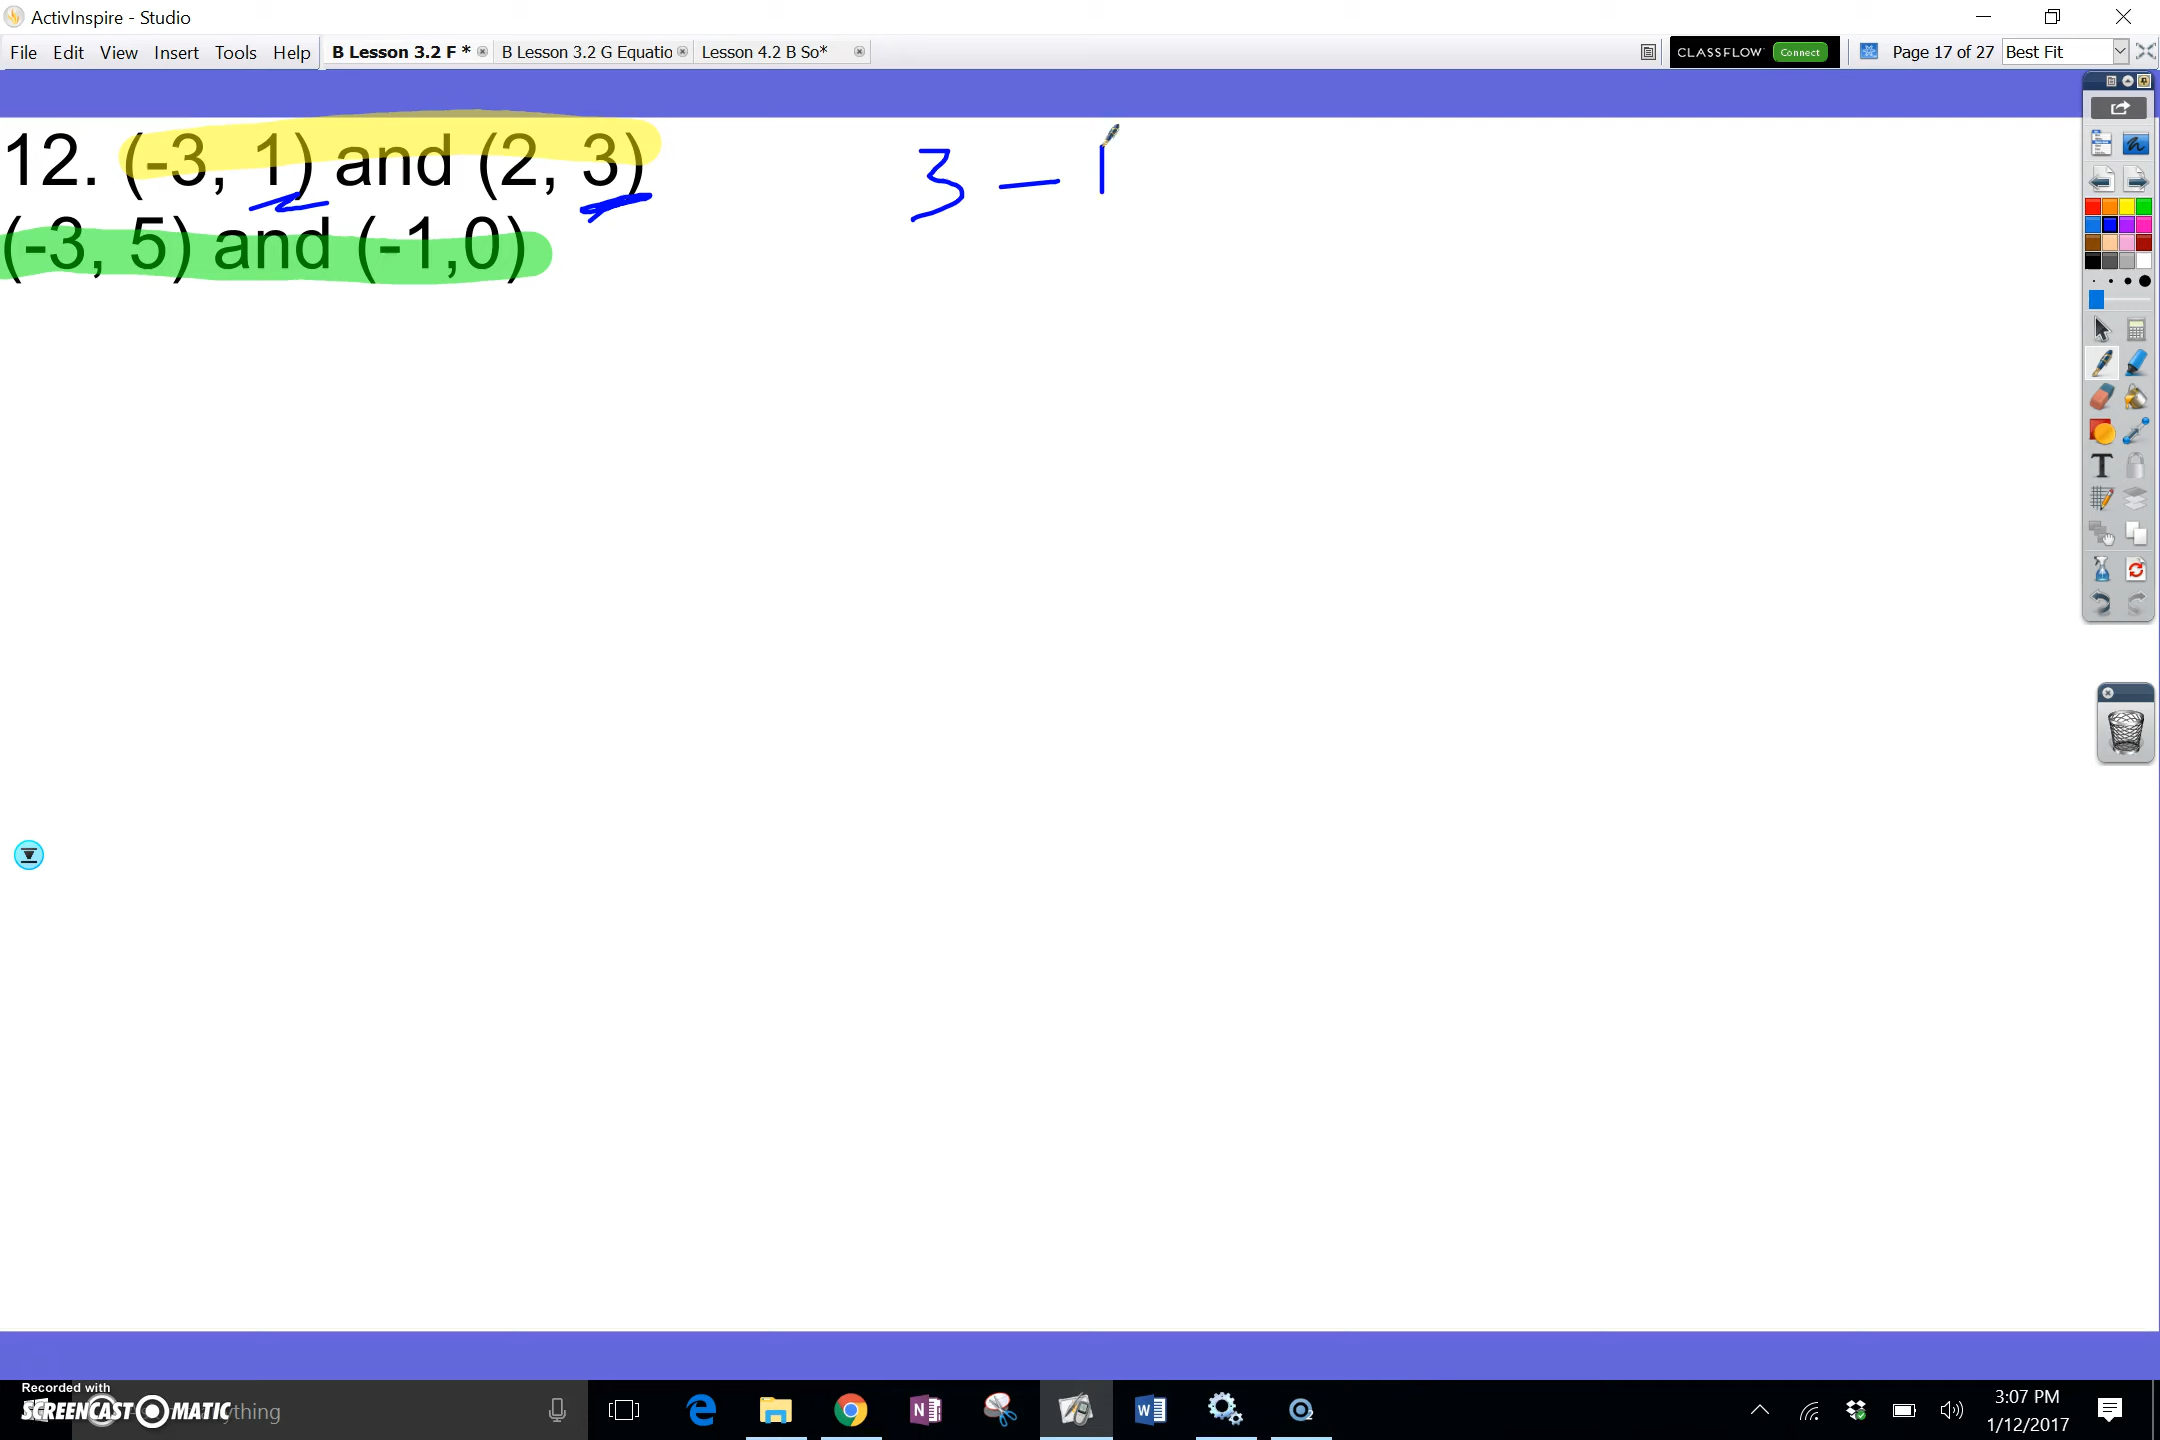 ActivInspire - Studio
File Edit View Insert Tools Help B Lesson 3.2 F * B Lesson 3.2 G Equatio Lesson 4.2 B So* CLASSFLOW Connect Page 17 of 27 Best Fit
12. (-3, 1) and (2, 3) 3 – 1
(-3, 5) and (-1,0)
T
Recorded with
SCREENCAST MATIC ything
3:07 PM
1/12/2017